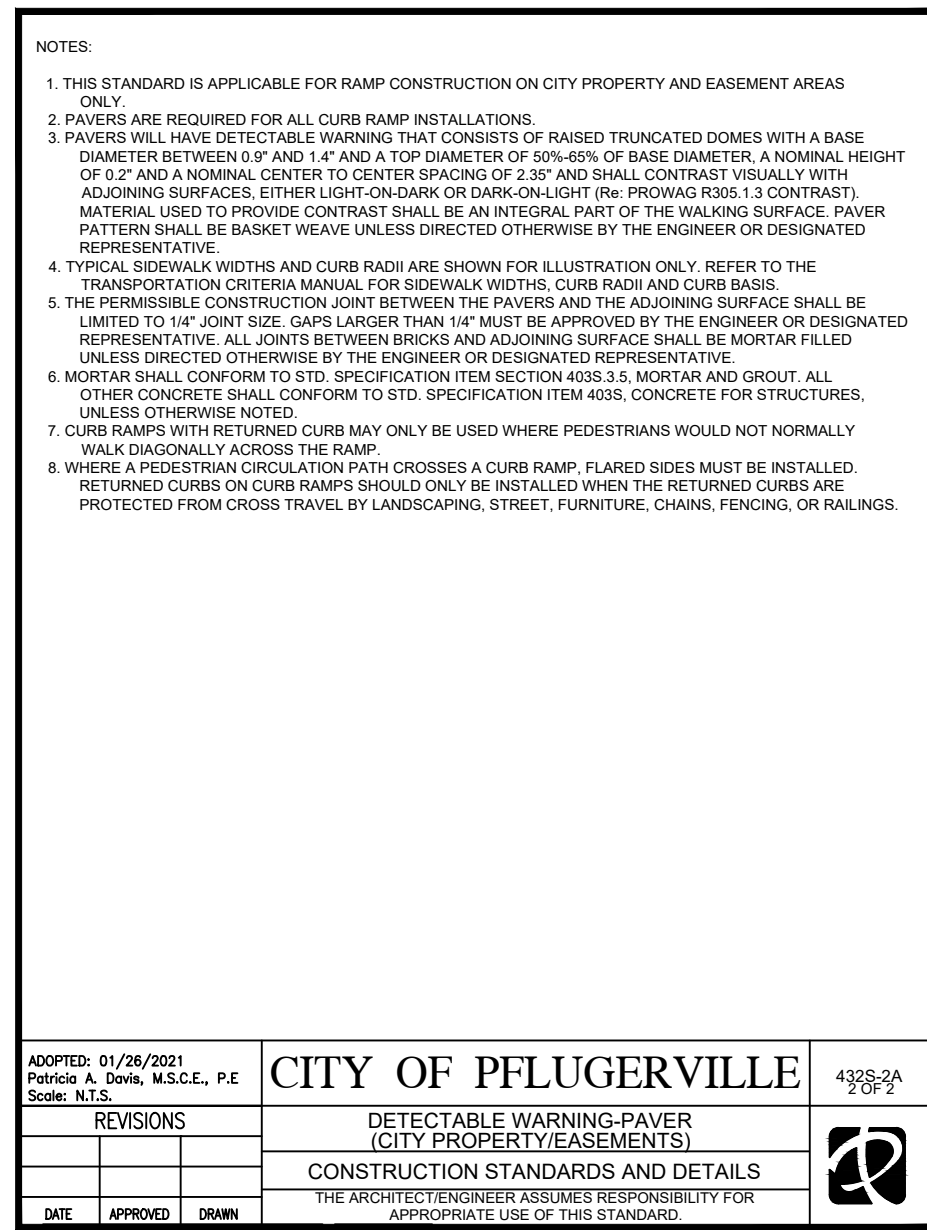 NOTES:
1. THIS STANDARD IS APPLICABLE FOR RAMP CONSTRUCTION ON CITY PROPERTY AND EASEMENT AREAS
ONLY.
2. PAVERS ARE REQUIRED FOR ALL CURB RAMP INSTALLATIONS.
3. PAVERS WILL HAVE DETECTABLE WARNING THAT CONSISTS OF RAISED TRUNCATED DOMES WITH A BASE
DIAMETER BETWEEN 0.9" AND 1.4" AND A TOP DIAMETER OF 50%-65% OF BASE DIAMETER, A NOMINAL HEIGHT
OF 0.2" AND A NOMINAL CENTER TO CENTER SPACING OF 2.35" AND SHALL CONTRAST VISUALLY WITH
ADJOINING SURFACES, EITHER LIGHT-ON-DARK OR DARK-ON-LIGHT (Re: PROWAG R305.1.3 CONTRAST).
MATERIAL USED TO PROVIDE CONTRAST SHALL BE AN INTEGRAL PART OF THE WALKING SURFACE. PAVER
PATTERN SHALL BE BASKET WEAVE UNLESS DIRECTED OTHERWISE BY THE ENGINEER OR DESIGNATED
REPRESENTATIVE.
4. TYPICAL SIDEWALK WIDTHS AND CURB RADII ARE SHOWN FOR ILLUSTRATION ONLY. REFER TO THE
TRANSPORTATION CRITERIA MANUAL FOR SIDEWALK WIDTHS, CURB RADII AND CURB BASIS.
5. THE PERMISSIBLE CONSTRUCTION JOINT BETWEEN THE PAVERS AND THE ADJOINING SURFACE SHALL BE
LIMITED TO 1/4" JOINT SIZE. GAPS LARGER THAN 1/4" MUST BE APPROVED BY THE ENGINEER OR DESIGNATED
REPRESENTATIVE. ALL JOINTS BETWEEN BRICKS AND ADJOINING SURFACE SHALL BE MORTAR FILLED
UNLESS DIRECTED OTHERWISE BY THE ENGINEER OR DESIGNATED REPRESENTATIVE.
6. MORTAR SHALL CONFORM TO STD. SPECIFICATION ITEM SECTION 403S.3.5, MORTAR AND GROUT. ALL
OTHER CONCRETE SHALL CONFORM TO STD. SPECIFICATION ITEM 403S, CONCRETE FOR STRUCTURES,
UNLESS OTHERWISE NOTED.
7. CURB RAMPS WITH RETURNED CURB MAY ONLY BE USED WHERE PEDESTRIANS WOULD NOT NORMALLY
WALK DIAGONALLY ACROSS THE RAMP.
8. WHERE A PEDESTRIAN CIRCULATION PATH CROSSES A CURB RAMP, FLARED SIDES MUST BE INSTALLED.
RETURNED CURBS ON CURB RAMPS SHOULD ONLY BE INSTALLED WHEN THE RETURNED CURBS ARE
PROTECTED FROM CROSS TRAVEL BY LANDSCAPING, STREET, FURNITURE, CHAINS, FENCING, OR RAILINGS.
ADOPTED: 01/26/2021
Patricia A. Davis, M.S.C.E., P.E
Scale: N.T.S.
REVISIONS
DATE APPROVED DRAWN
CITY OF PFLUGERVILLE
DETECTABLE WARNING-PAVER
(CITY PROPERTY/EASEMENTS)
CONSTRUCTION STANDARDS AND DETAILS
THE ARCHITECT/ENGINEER ASSUMES RESPONSIBILITY FOR
APPROPRIATE USE OF THIS STANDARD.
432S-2A
2 OF 2